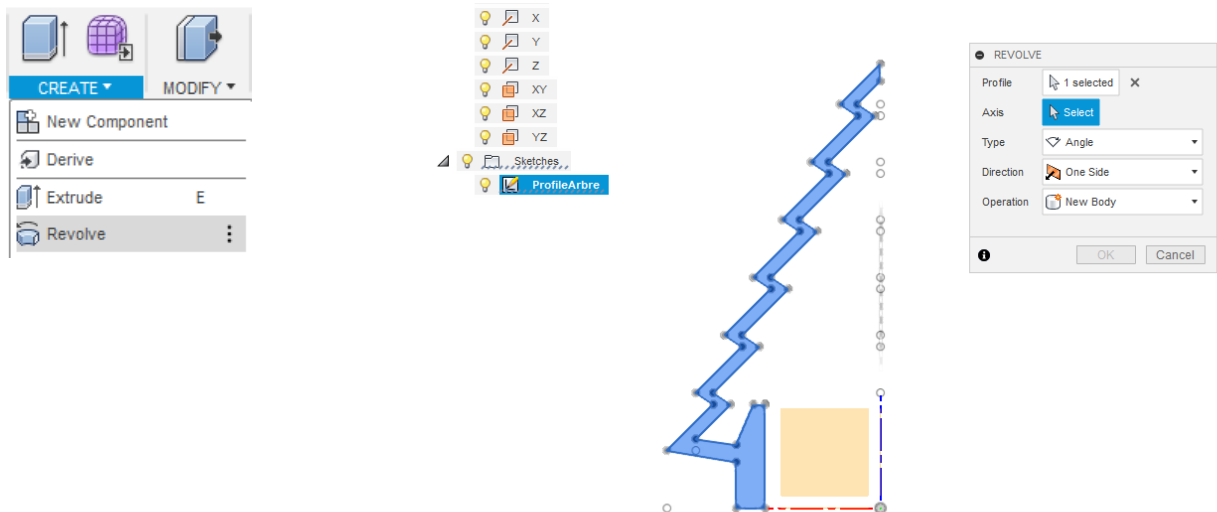 CREATE ▾ MODIFY ▾
New Component
Derive
Extrude E
Revolve
X
Y
Z
XY
XZ
YZ
Sketches
ProfileArbre
REVOLVE
Profile 1 selected
Axis Select
Type Angle
Direction One Side
Operation New Body
OK Cancel